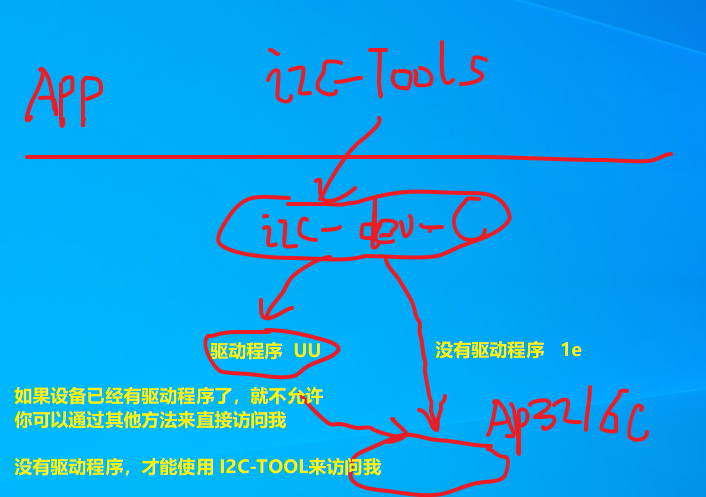 i2C-Tools
App
i2C-dev-C
驱动程序 UU
没有驱动程序 1e
如果设备已经有驱动程序了，就不允许
你可以通过其他方法来直接访问我
Ap3216C
没有驱动程序，才能使用 I2C-TOOL来访问我